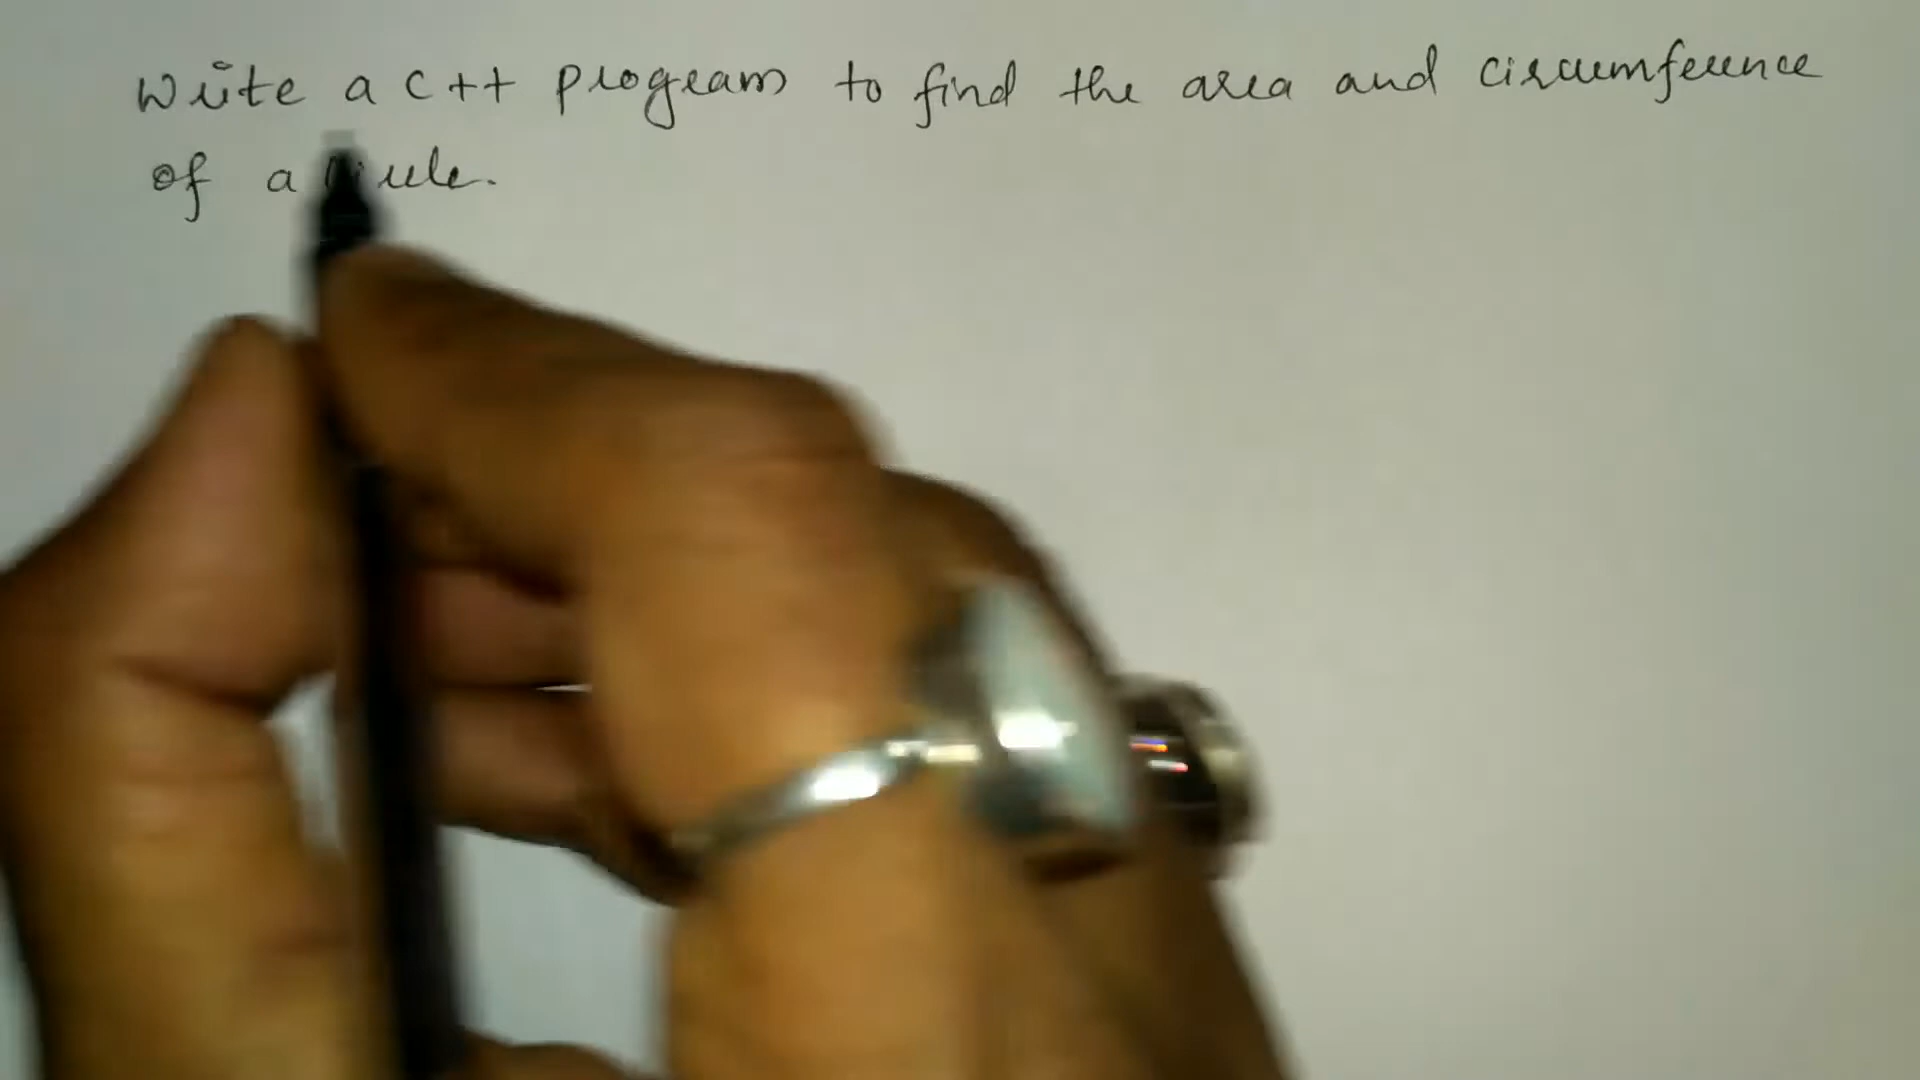 Write a c++ program to find the area and circumference
of a